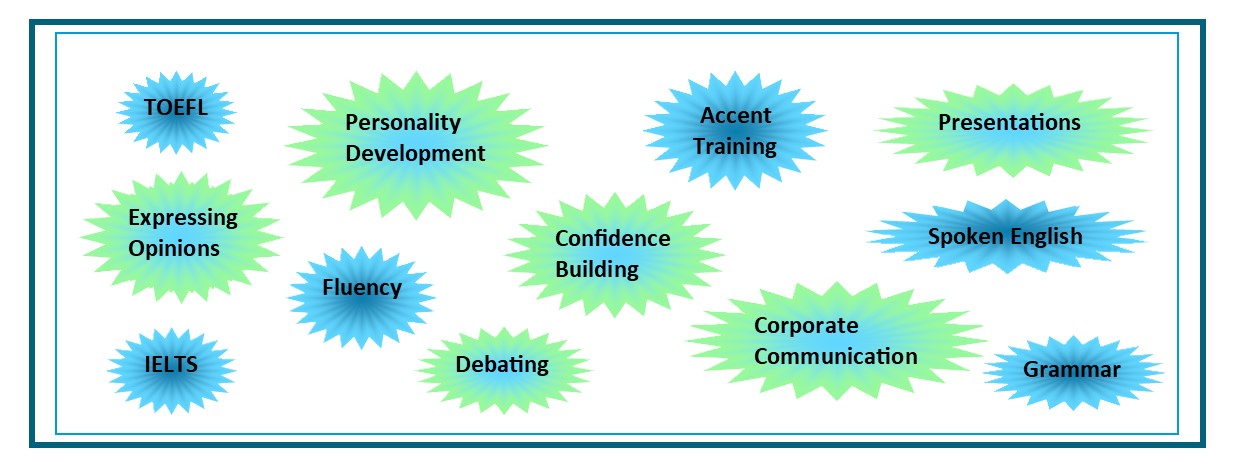 TOEFL
Personality
Development
Accent
Training
Presentations
Expressing
Opinions
Confidence
Building
Spoken English
Fluency
Corporate
Communication
IELTS
Debating
Grammar